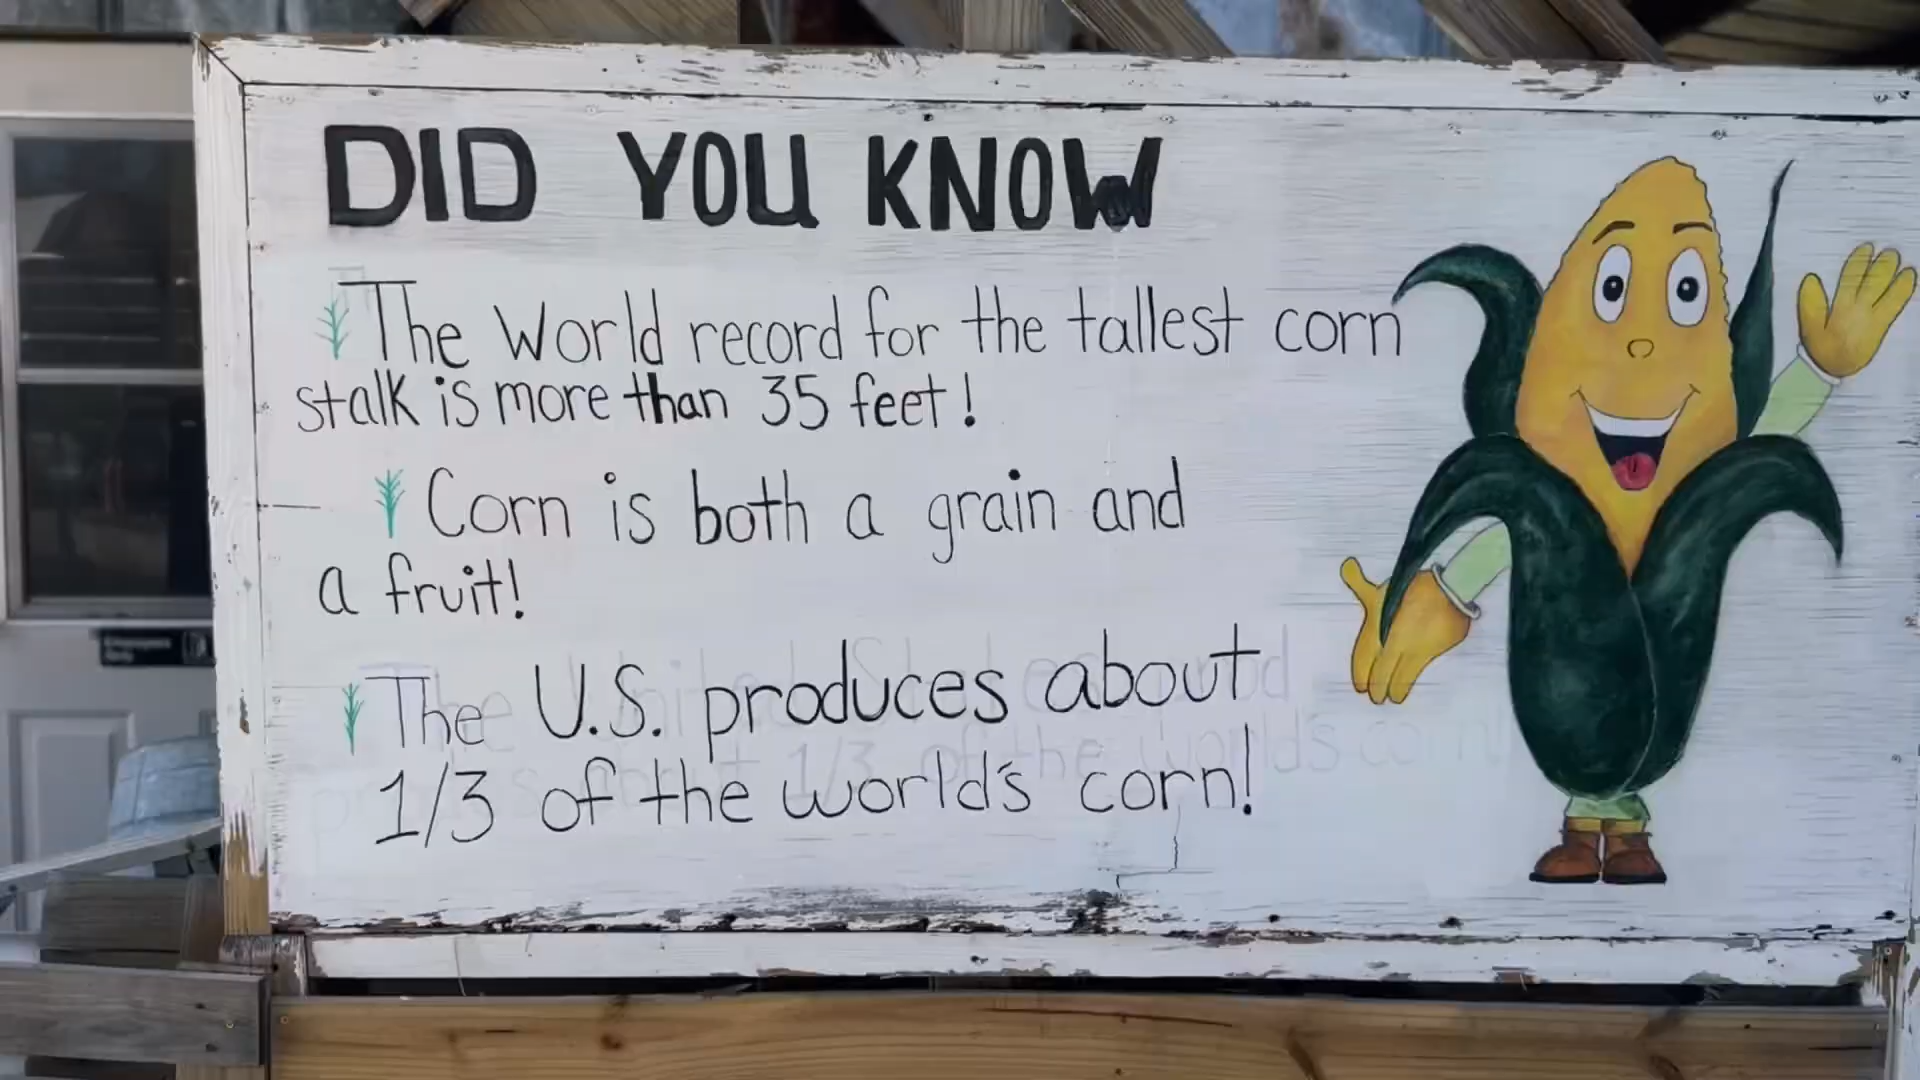 DID YOU KNOW
The World record for the tallest corn
stalk is more than 35 feet!
Corn is both a grain and
a fruit!
The U.S. produces about
1/3 of the world's corn!